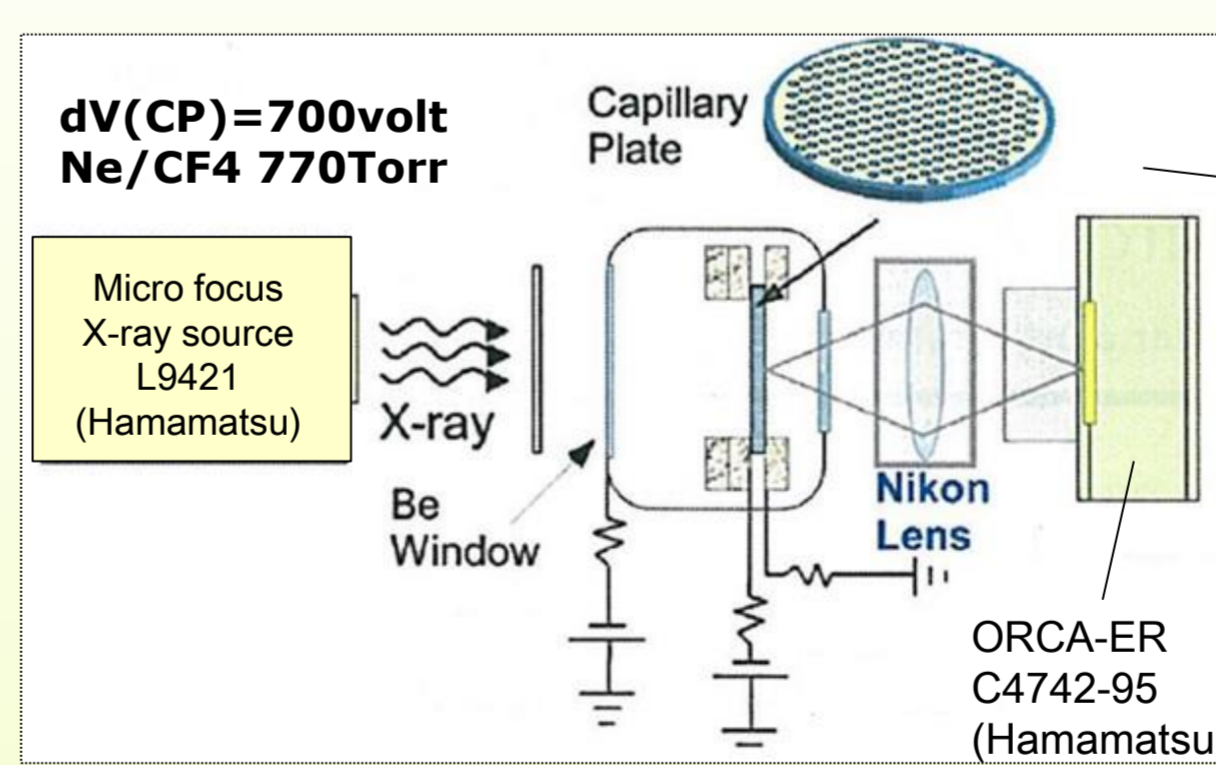 dV(CP)=700volt
Ne/CF4 770Torr
Capillary
Plate
Micro focus
X-ray source
L9421
(Hamamatsu)
X-ray
Be
Window
Nikon
Lens
ORCA-ER
C4742-95
(Hamamatsu